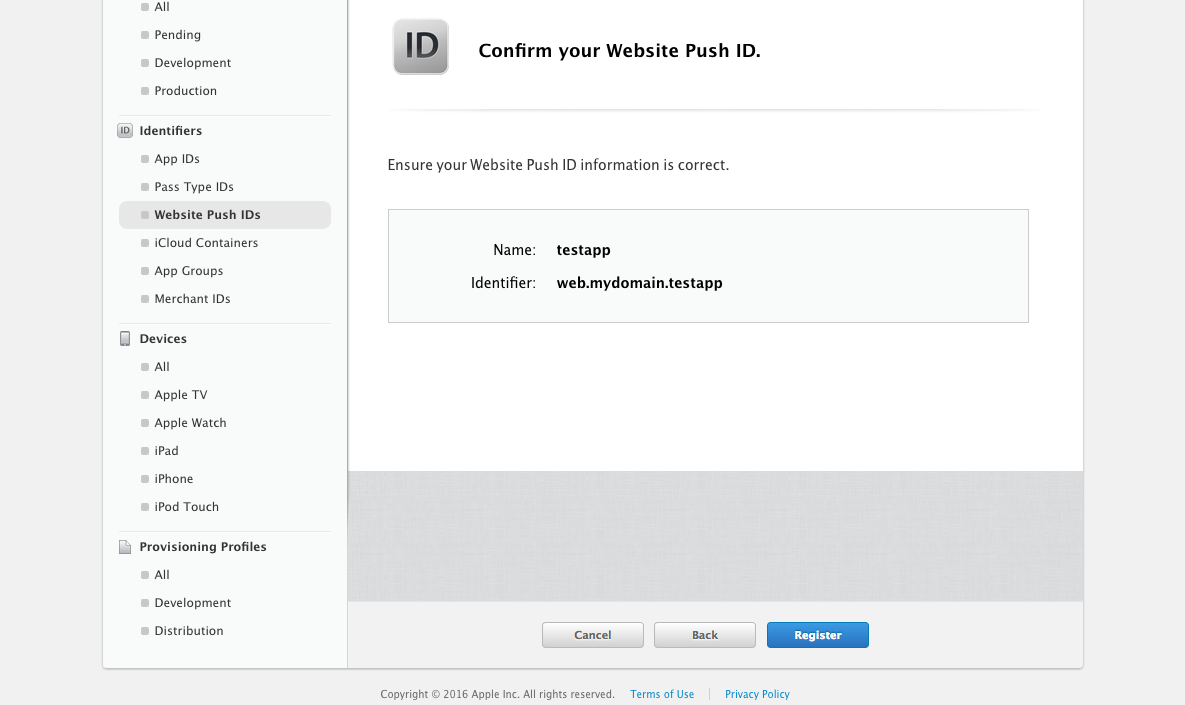 All
Pending
Development
Production
ID Identifiers
App IDs
Pass Type IDs
Website Push IDs
iCloud Containers
App Groups
Merchant IDs
Devices
All
Apple TV
Apple Watch
iPad
iPhone
iPod Touch
Provisioning Profiles
All
Development
Distribution
ID Confirm your Website Push ID.
Ensure your Website Push ID information is correct.
Name: testapp
Identifier: web.mydomain.testapp
Cancel Back Register
Copyright © 2016 Apple Inc. All rights reserved. Terms of Use Privacy Policy